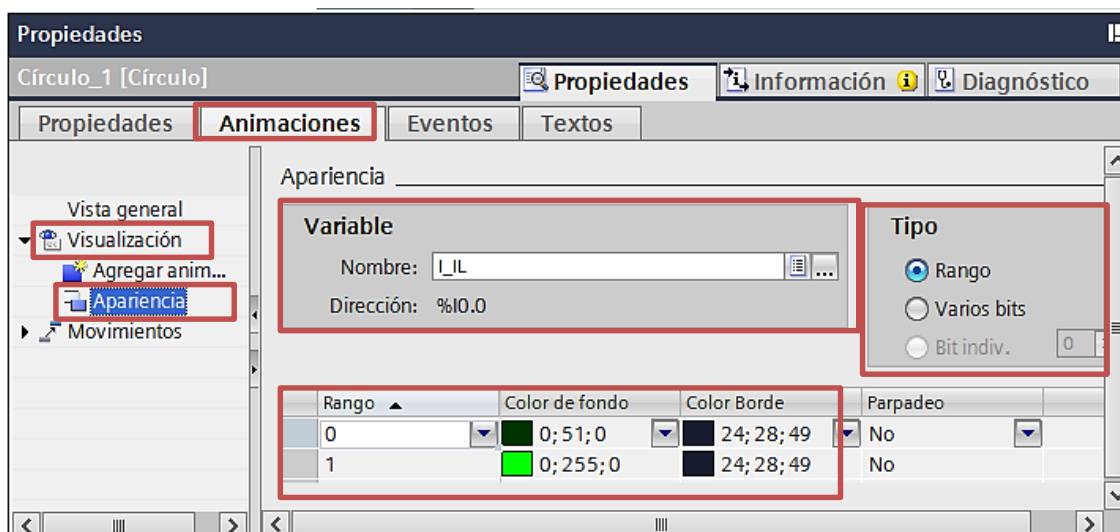 Propiedades
Círculo_1 [Círculo]
Propiedades Información Diagnóstico
Propiedades Animaciones Eventos Textos
Vista general
Visualización
Agregar anim...
Apariencia
Movimientos
Apariencia
Variable
Nombre: I_IL ...
Dirección: %I0.0
Tipo
Rango
Varios bits
Bit indiv. 0
Rango Color de fondo Color Borde Parpadeo
0 0; 51; 0 24; 28; 49 No
1 0; 255; 0 24; 28; 49 No